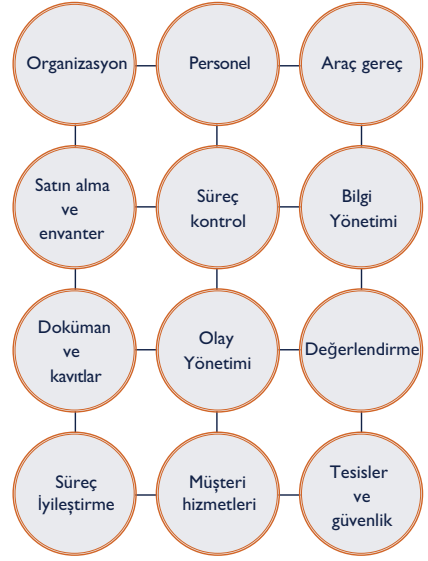 Organizasyon
Personel
Araç gereç
Satın alma
ve
envanter
Süreç
kontrol
Bilgi
Yönetimi
Doküman
ve
kavıtlar
Olay
Yönetimi
Değerlendirme
Süreç
İyileştirme
Müşteri
hizmetleri
Tesisler
ve
güvenlik